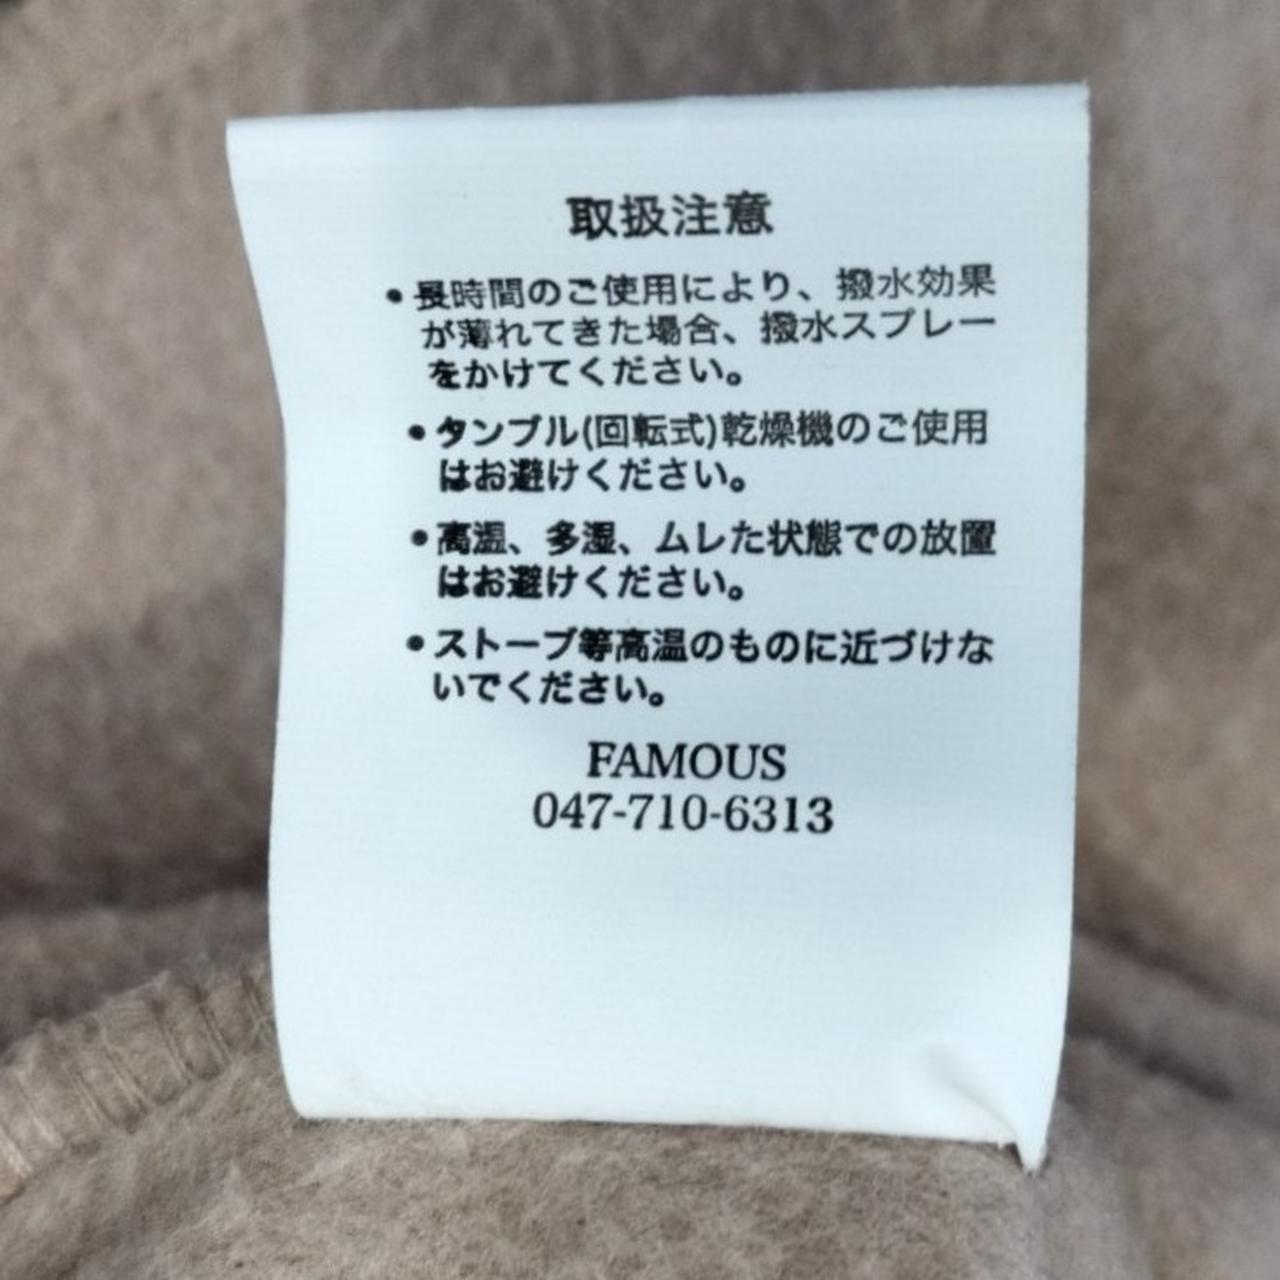 取扱注意
•長時間のご使用により、撥水効果
が薄れてきた場合、撥水スプレー
をかけてください。
•タンブル(回転式)乾燥機のご使用
はお避けください。
•高温、多湿、ムレた状態での放置
はお避けください。
•ストーブ等高温のものに近づけな
いでください。
FAMOUS
047-710-6313